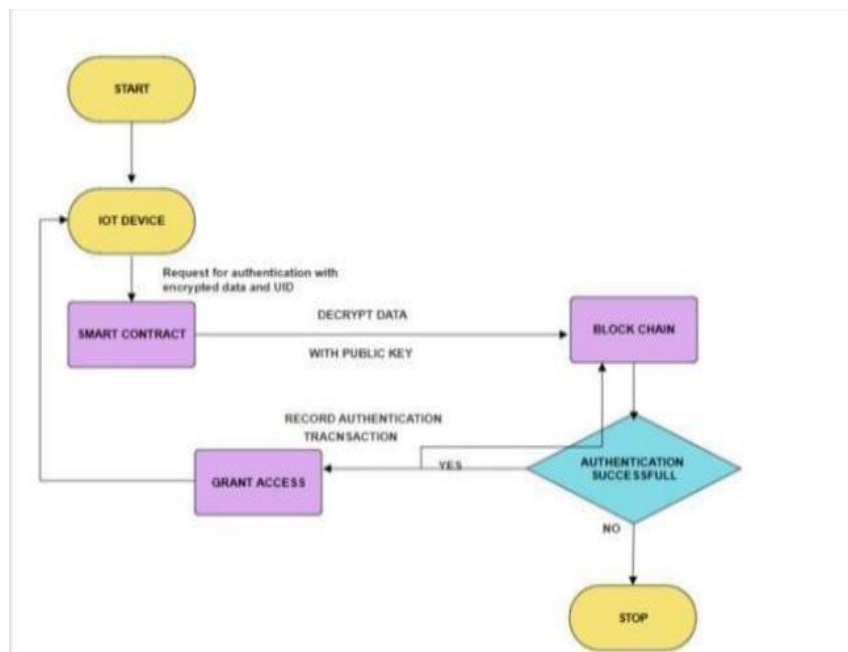 START
IOT DEVICE
Request for authentication with
encrypted data and UID
SMART CONTRACT
DECRYPT DATA
WITH PUBLIC KEY
BLOCK CHAIN
RECORD AUTHENTICATION
TRACNSACTION
YES
GRANT ACCESS
AUTHENTICATION
SUCCESSFULL
NO
STOP